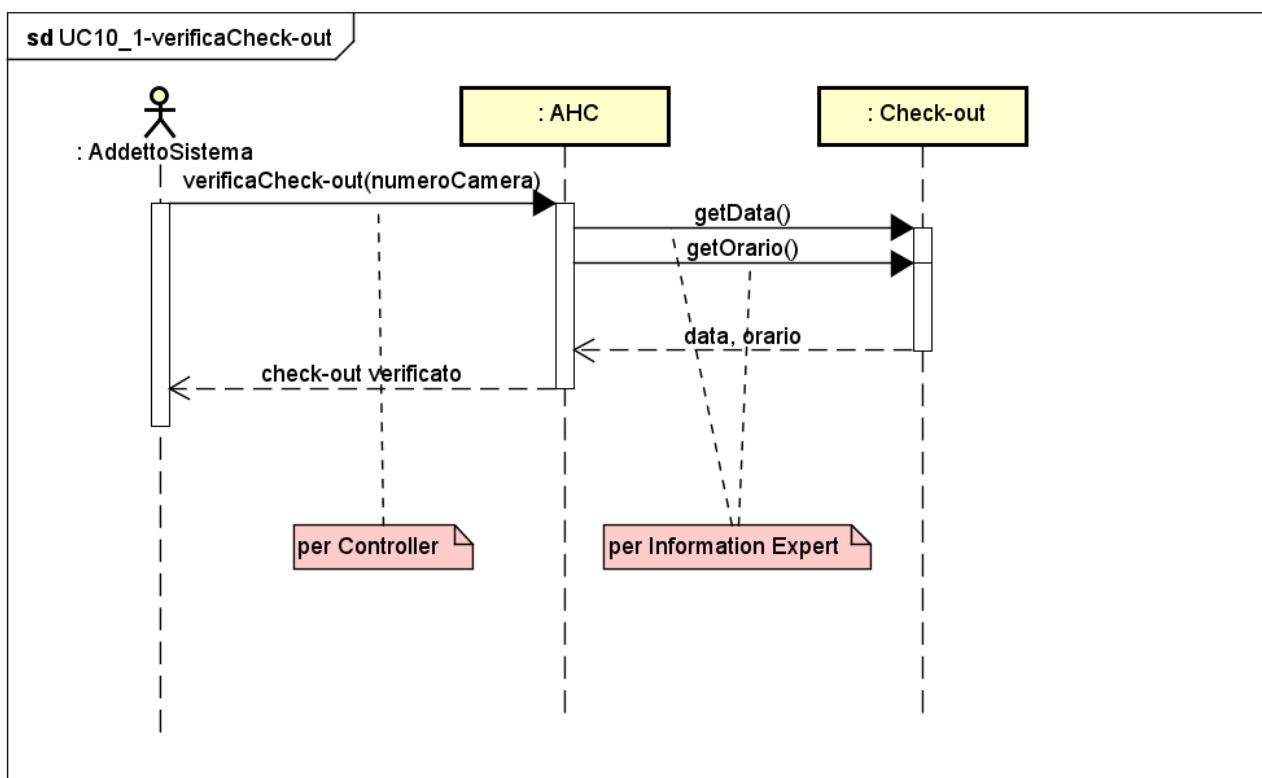 sd UC10_1-verificaCheck-out
: AddettoSistema
: AHC
: Check-out
verificaCheck-out(numeroCamera)
getData()
getOrario()
data, orario
check-out verificato
per Controller
per Information Expert